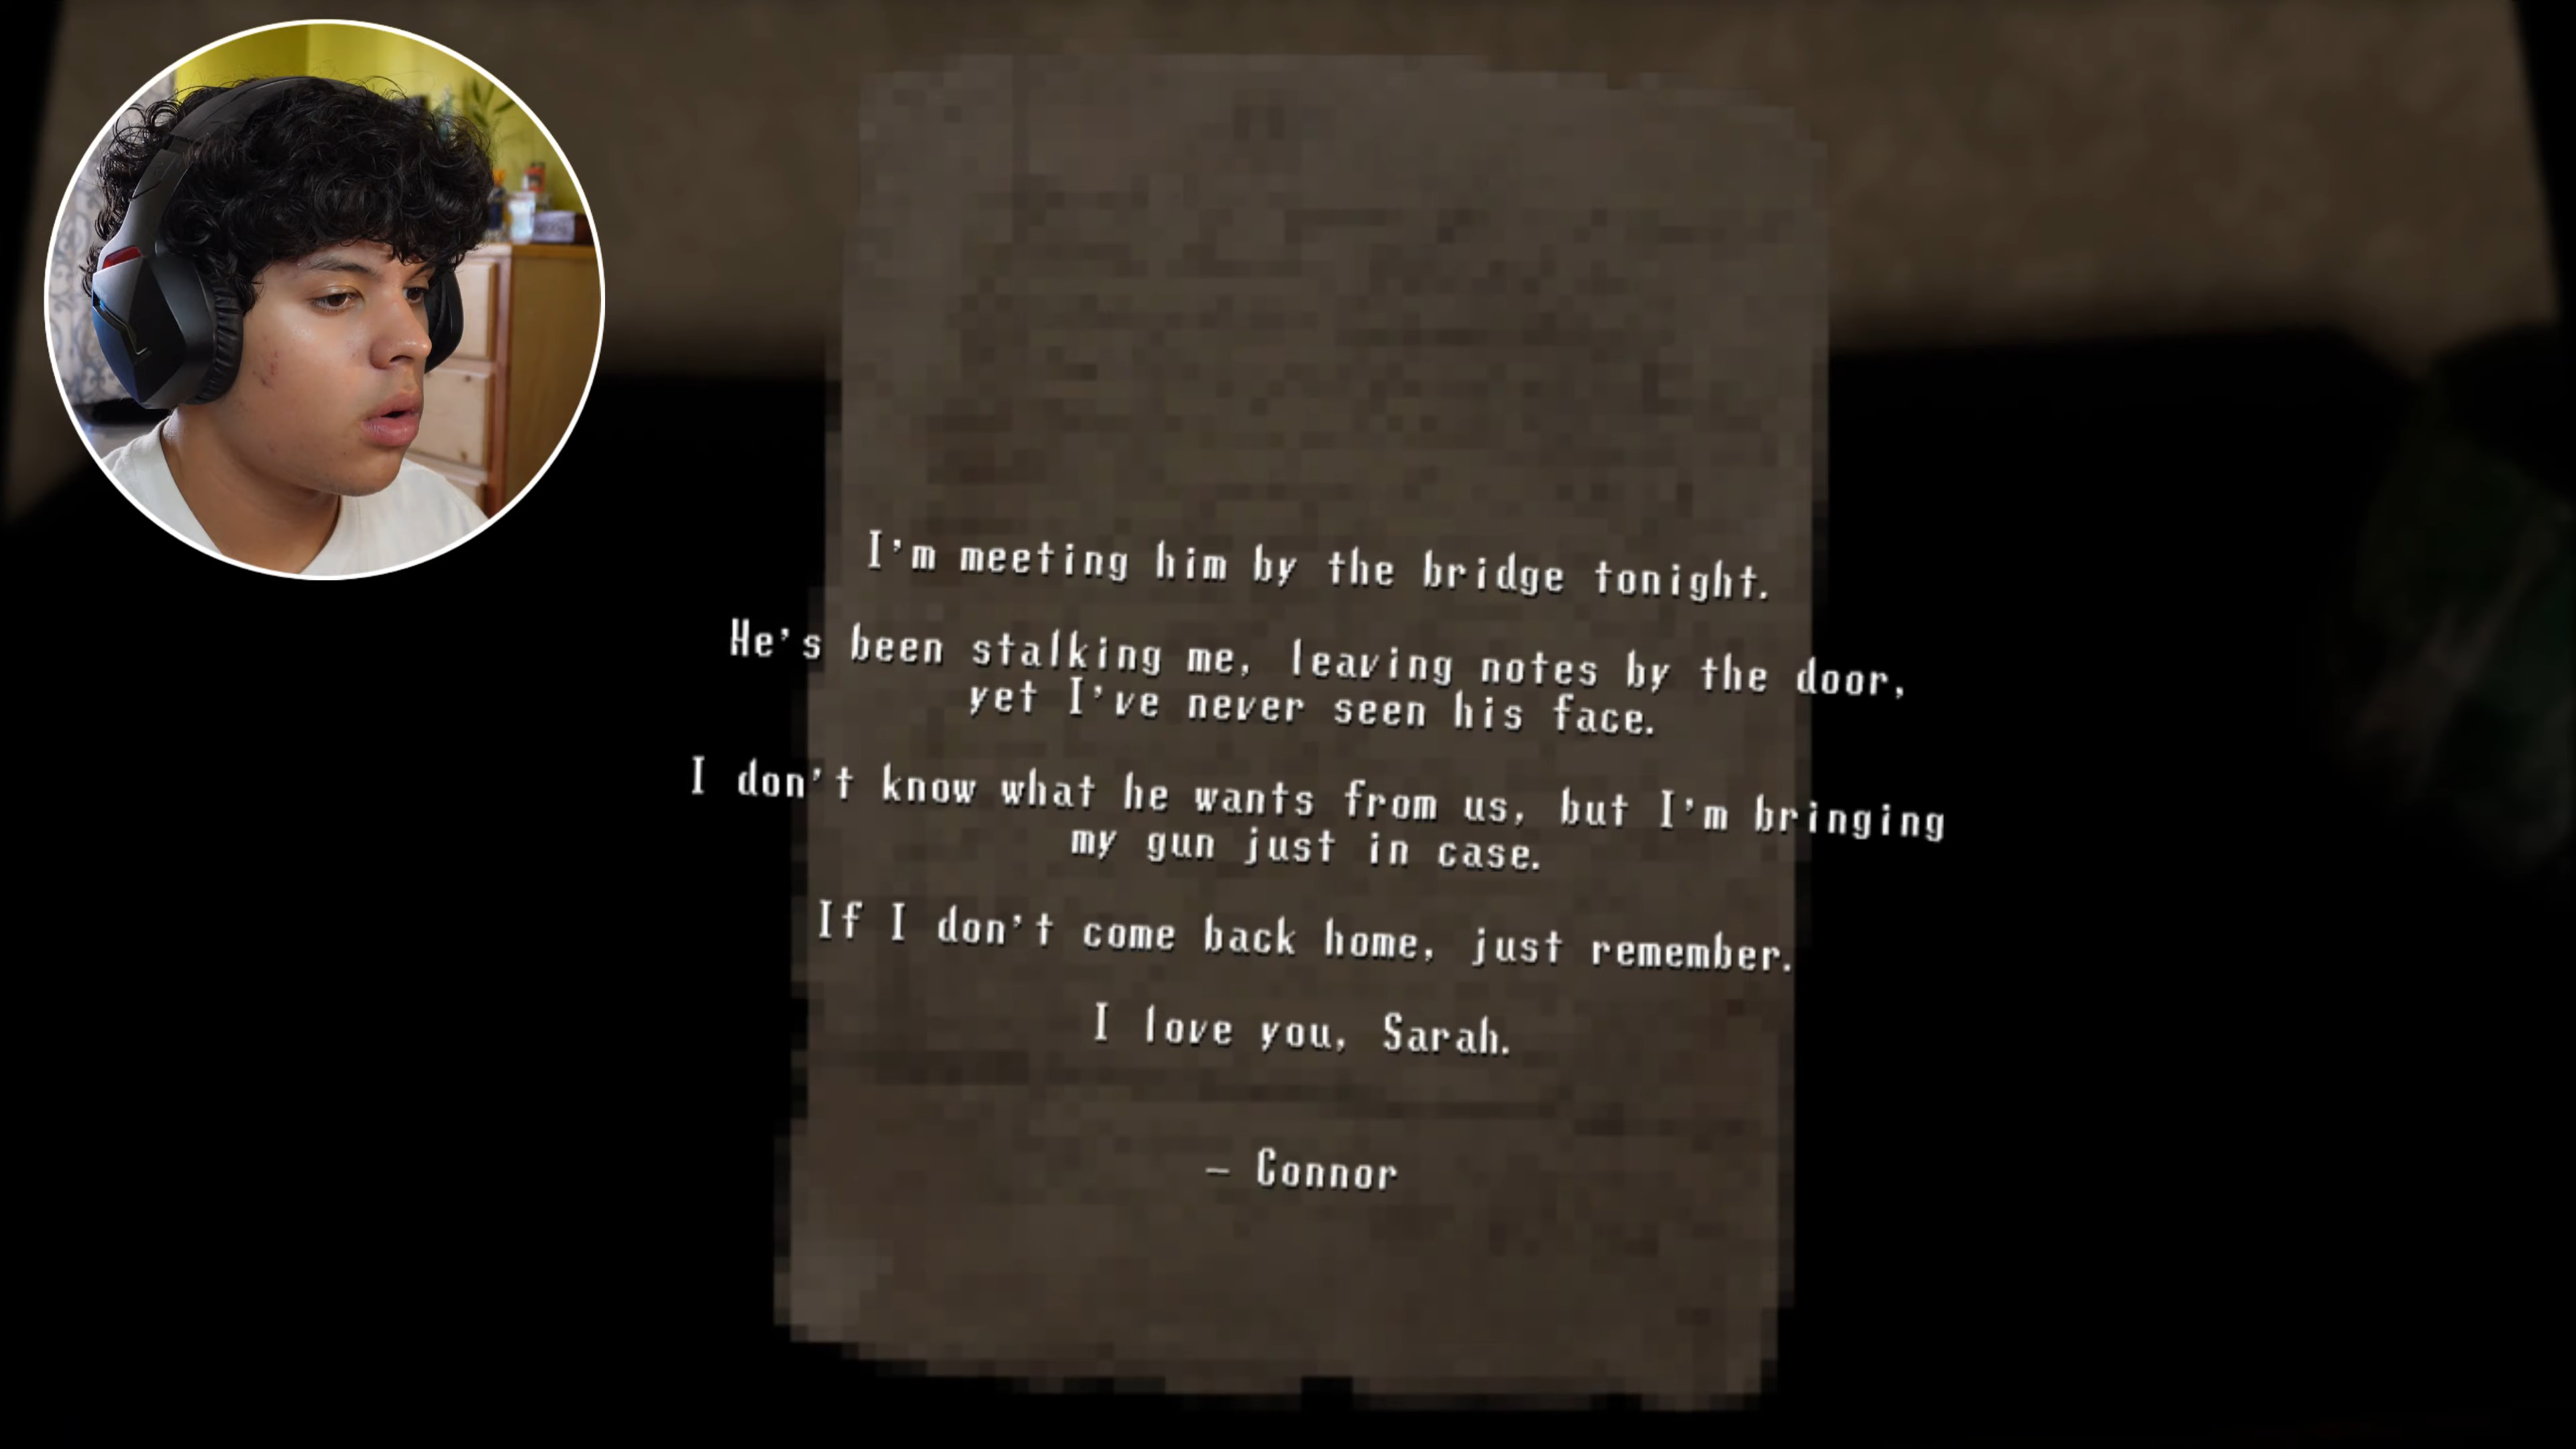 I'm meeting him by the bridge tonight.
He's been stalking me, leaving notes by the door,
yet I've never seen his face.
I don't know what he wants from us, but I'm bringing
my gun just in case.
If I don't come back home, just remember.
I love you, Sarah.
– Connor